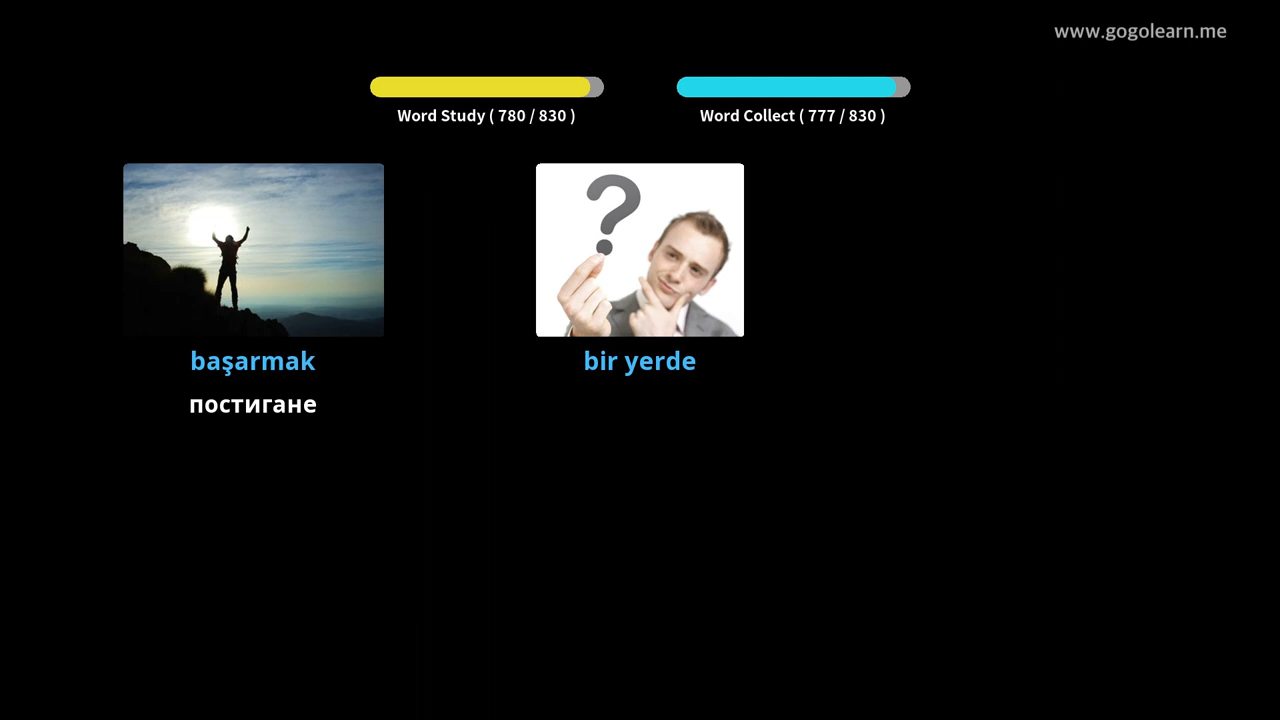 www.gogolearn.me
Word Study ( 780 / 830 )
Word Collect ( 777 / 830 )
başarmak
постигане
bir yerde